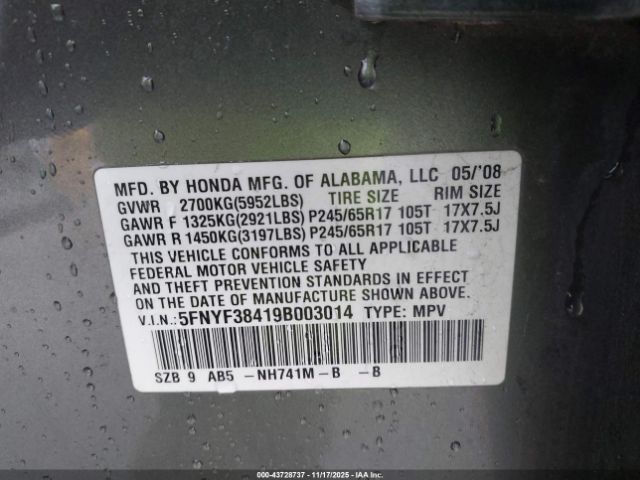 MFD. BY HONDA MFG. OF ALABAMA, LLC 05/'08
GVWR 2700KG(5952LBS) TIRE SIZE RIM SIZE
GAWR F 1325KG(2921LBS) P245/65R17 105T 17X7.5J
GAWR R 1450KG(3197LBS) P245/65R17 105T 17X7.5J
THIS VEHICLE CONFORMS TO ALL APPLICABLE
FEDERAL MOTOR VEHICLE SAFETY
AND THEFT PREVENTION STANDARDS IN EFFECT
ON THE DATE OF MANUFACTURE SHOWN ABOVE.
V.I.N.: 5FNYF38419B003014 TYPE: MPV
SZB 9 AB5 -NH741M-B -B
000-43728737 - 11/17/2025 - IAAI.COM